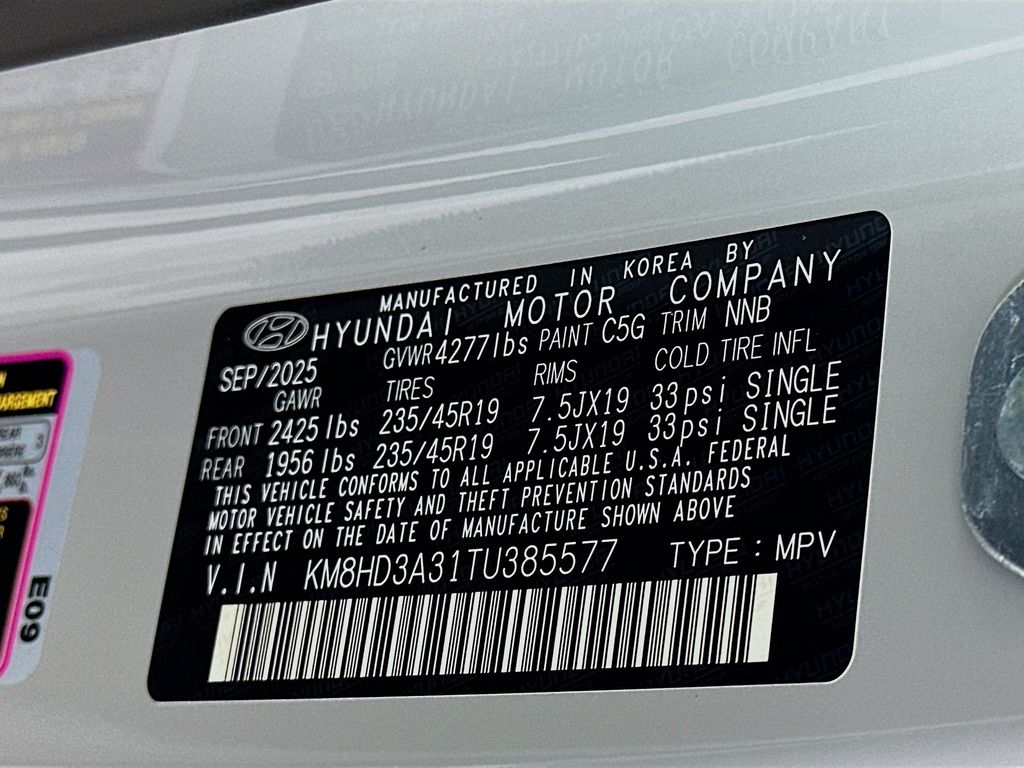 MANUFACTURED IN KOREA BY
HYUNDAI MOTOR COMPANY
SEP/2025 GVWR 4277lbs PAINT C5G TRIM NNB
GAWR TIRES RIMS COLD TIRE INFL
FRONT 2425 lbs 235/45R19 7.5JX19 33psi SINGLE
REAR 1956 lbs 235/45R19 7.5JX19 33psi SINGLE
THIS VEHICLE CONFORMS TO ALL APPLICABLE U.S.A. FEDERAL
MOTOR VEHICLE SAFETY AND THEFT PREVENTION STANDARDS
IN EFFECT ON THE DATE OF MANUFACTURE SHOWN ABOVE
V.I.N KM8HD3A31TU385577 TYPE : MPV
REAR
3
E09